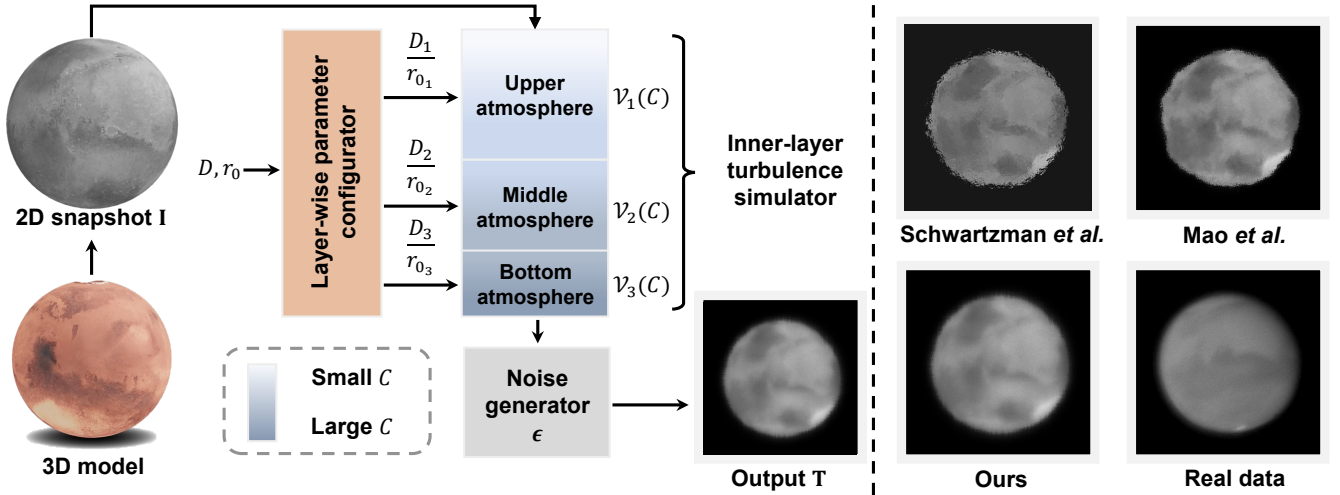 2D snapshot I
3D model
D, r₀
Layer-wise parameter
configurator
D₁
r₀₁
D₂
r₀₂
D₃
r₀₃
Upper
atmosphere
Middle
atmosphere
Bottom
atmosphere
𝒱₁(C)
𝒱₂(C)
𝒱₃(C)
Inner-layer
turbulence
simulator
Small C
Large C
Noise
generator
ϵ
Output T
Schwartzman et al.
Mao et al.
Ours
Real data